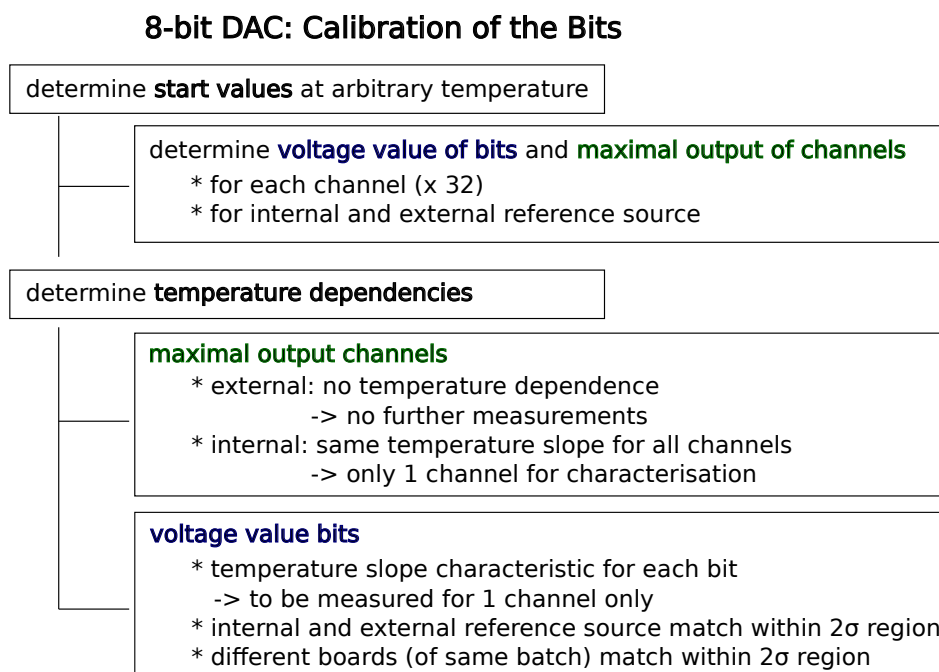 8-bit DAC: Calibration of the Bits
determine start values at arbitrary temperature
determine voltage value of bits and maximal output of channels
* for each channel (x 32)
* for internal and external reference source
determine temperature dependencies
maximal output channels
* external: no temperature dependence
-> no further measurements
* internal: same temperature slope for all channels
-> only 1 channel for characterisation
voltage value bits
* temperature slope characteristic for each bit
-> to be measured for 1 channel only
* internal and external reference source match within 2σ region
* different boards (of same batch) match within 2σ region